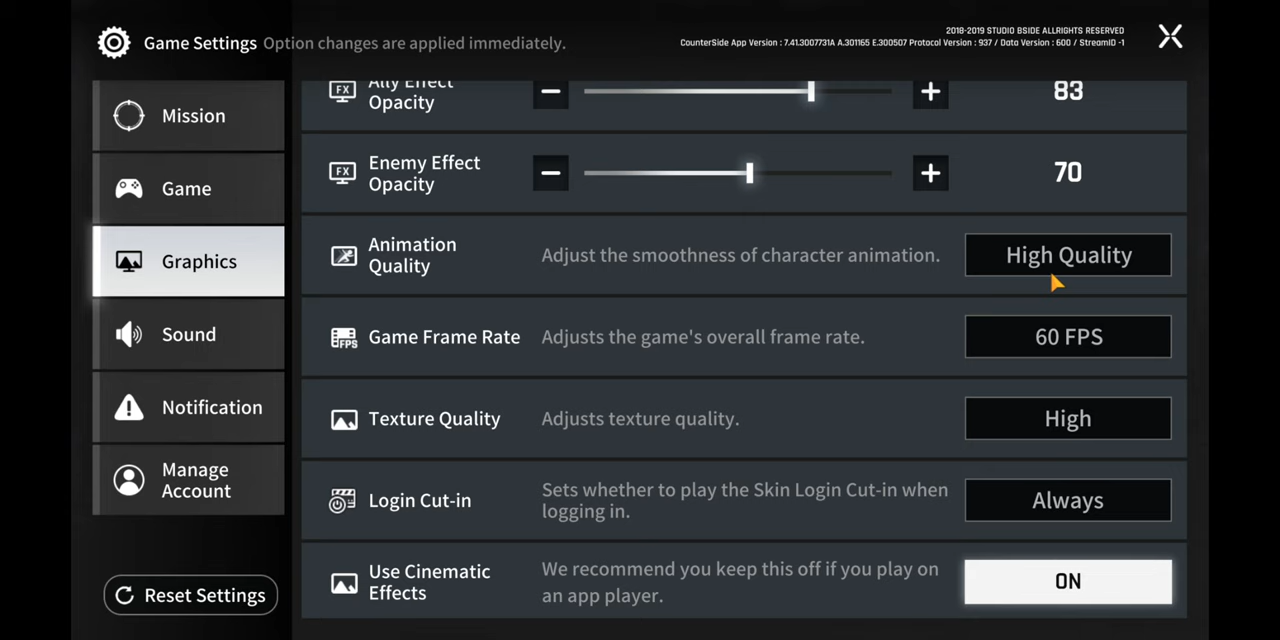 Game Settings Option changes are applied immediately.
2018-2019 STUDIO BSIDE ALLRIGHTS RESERVED
CounterSide App Version : 7.41.3007731A A.301165 E.300507 Protocol Version : 937 / Data Version : 600 / StreamID -1
Mission
Game
Graphics
Sound
Notification
Manage
Account
Reset Settings
FX
Ally Effect
Opacity
83
FX
Enemy Effect
Opacity
70
Animation
Quality
Adjust the smoothness of character animation.
High Quality
FPS
Game Frame Rate
Adjusts the game's overall frame rate.
60 FPS
Texture Quality
Adjusts texture quality.
High
Login Cut-in
Sets whether to play the Skin Login Cut-in when
logging in.
Always
Use Cinematic
Effects
We recommend you keep this off if you play on
an app player.
ON